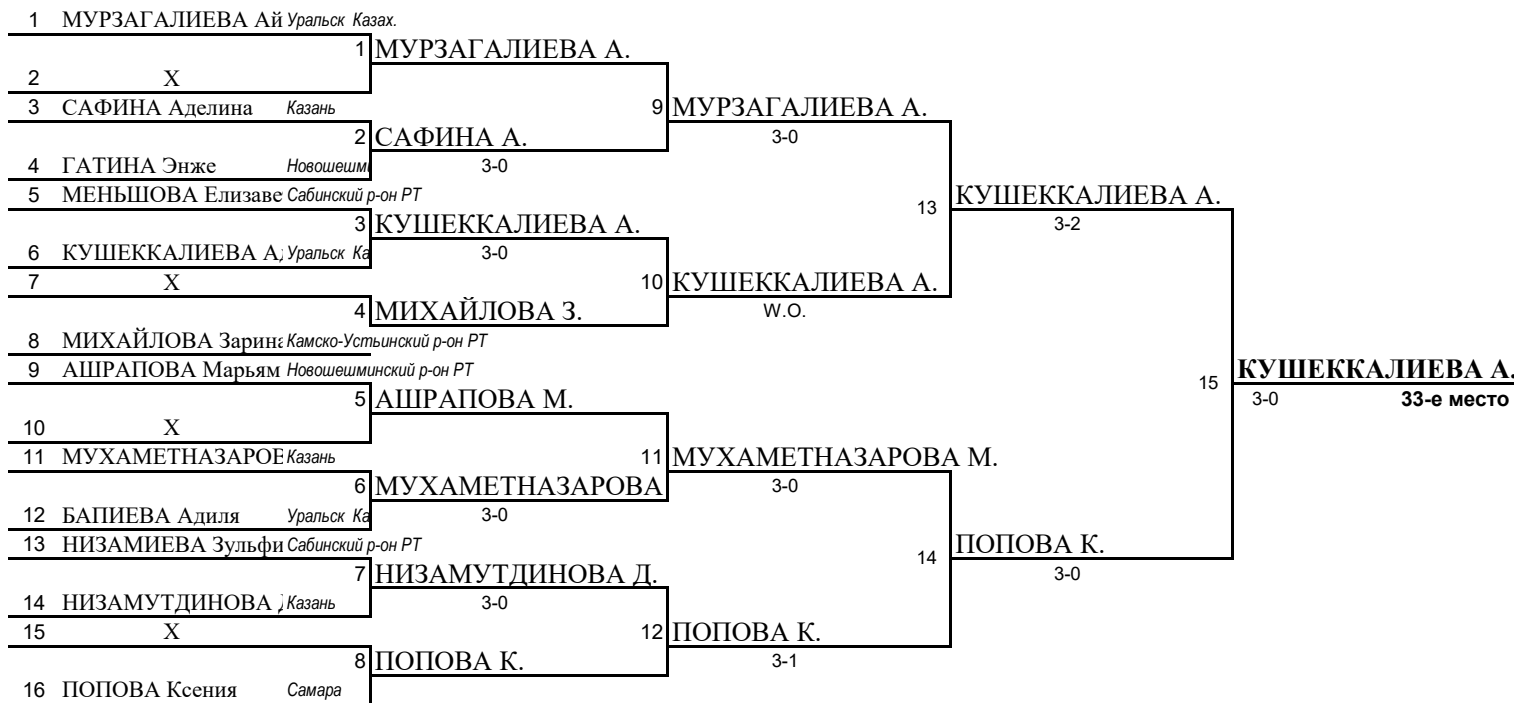 1 МУРЗАГАЛИЕВА Ай Уральск Казах.
1 МУРЗАГАЛИЕВА А.
2 X
3 САФИНА Аделина Казань
9 МУРЗАГАЛИЕВА А.
2 САФИНА А.
3-0
4 ГАТИНА Энже Новошешми
3-0
5 МЕНЬШОВА Елизаве Сабинский р-он РТ
13 КУШЕККАЛИЕВА А.
3 КУШЕККАЛИЕВА А.
3-2
6 КУШЕККАЛИЕВА Ад Уральск Ка
3-0
7 X
10 КУШЕККАЛИЕВА А.
4 МИХАЙЛОВА З.
W.O.
8 МИХАЙЛОВА Зарина Камско-Устьинский р-он РТ
9 АШРАПОВА Марьям Новошешминский р-он РТ
15 КУШЕККАЛИЕВА А.
5 АШРАПОВА М.
3-0 33-е место
10 X
11 МУХАМЕТНАЗАРОВ Казань
11 МУХАМЕТНАЗАРОВА М.
6 МУХАМЕТНАЗАРОВА
3-0
12 БАПИЕВА Адиля Уральск Ка
3-0
13 НИЗАМИЕВА Зульфи Сабинский р-он РТ
14 ПОПОВА К.
7 НИЗАМУТДИНОВА Д.
3-0
14 НИЗАМУТДИНОВА Д Казань
3-0
15 X
12 ПОПОВА К.
8 ПОПОВА К.
3-1
16 ПОПОВА Ксения Самара